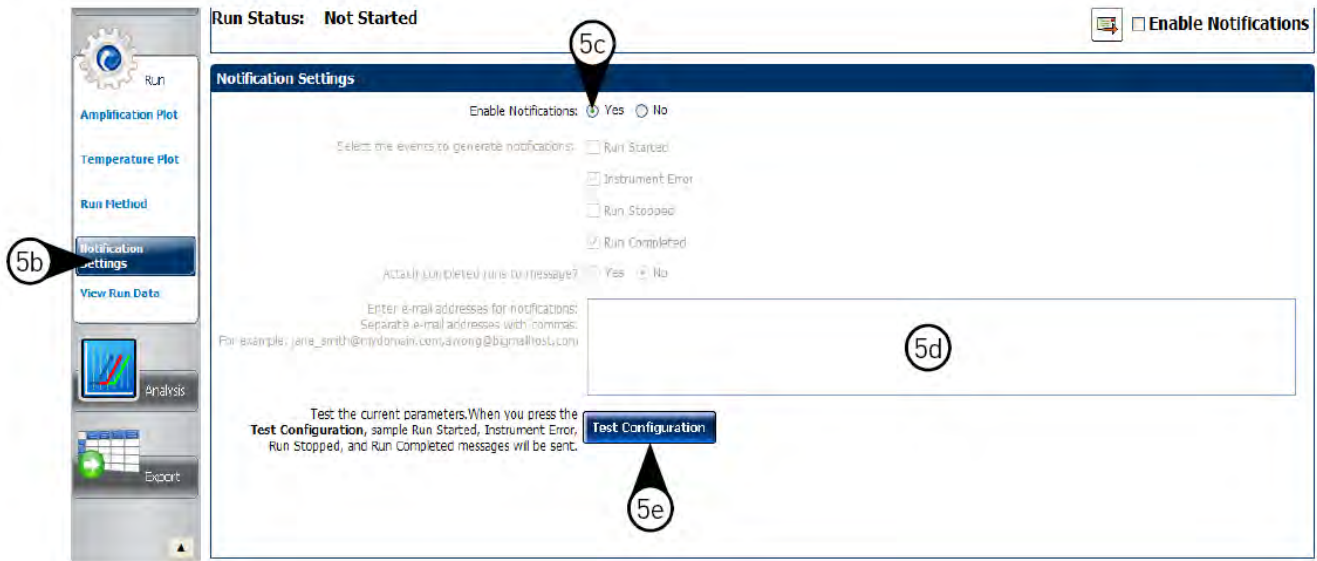 Run Status: Not Started
Enable Notifications
5c
Run
Notification Settings
Amplification Plot
Enable Notifications: Yes No
Select the events to generate notifications: Run Started
Temperature Plot
Instrument Error
Run Method
Run Stopped
5b
Notification
Settings
Run Completed
Attach completed runs to message? Yes No
View Run Data
Enter e-mail addresses for notifications:
Separate e-mail addresses with commas.
For example: jane_smith@mydomain.com,awong@bigmailhost.com
5d
Analysis
Test the current parameters.When you press the
Test Configuration, sample Run Started, Instrument Error,
Run Stopped, and Run Completed messages will be sent.
Test Configuration
Export
5e